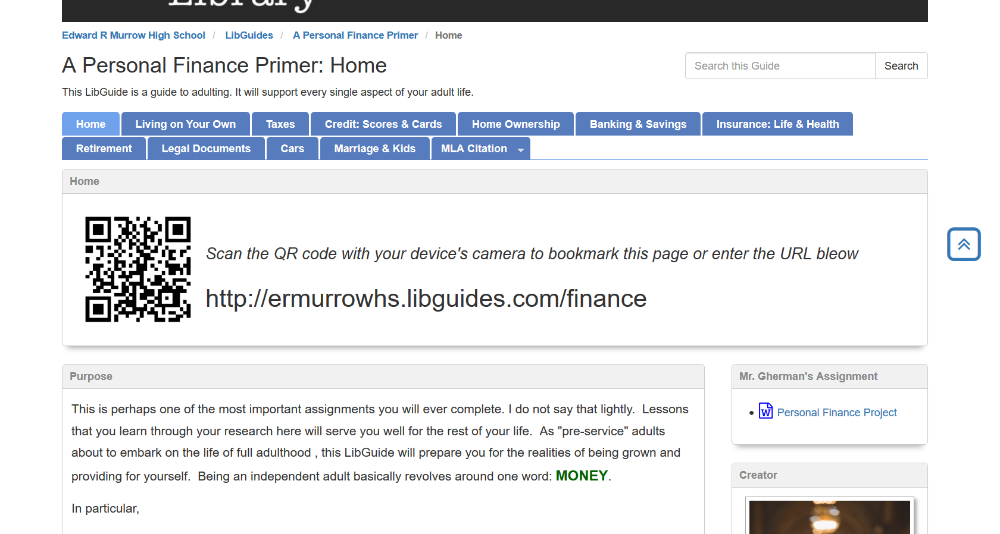 Library
Edward R Murrow High School / LibGuides / A Personal Finance Primer / Home
A Personal Finance Primer: Home
Search this Guide Search
This LibGuide is a guide to adulting. It will support every single aspect of your adult life.
Home Living on Your Own Taxes Credit: Scores & Cards Home Ownership Banking & Savings Insurance: Life & Health
Retirement Legal Documents Cars Marriage & Kids MLA Citation
Home
Scan the QR code with your device's camera to bookmark this page or enter the URL bleow
http://ermurrowhs.libguides.com/finance
Purpose
This is perhaps one of the most important assignments you will ever complete. I do not say that lightly.  Lessons
that you learn through your research here will serve you well for the rest of your life.  As "pre-service" adults
about to embark on the life of full adulthood , this LibGuide will prepare you for the realities of being grown and
providing for yourself.  Being an independent adult basically revolves around one word: MONEY.
In particular,
Mr. Gherman's Assignment
W Personal Finance Project
Creator